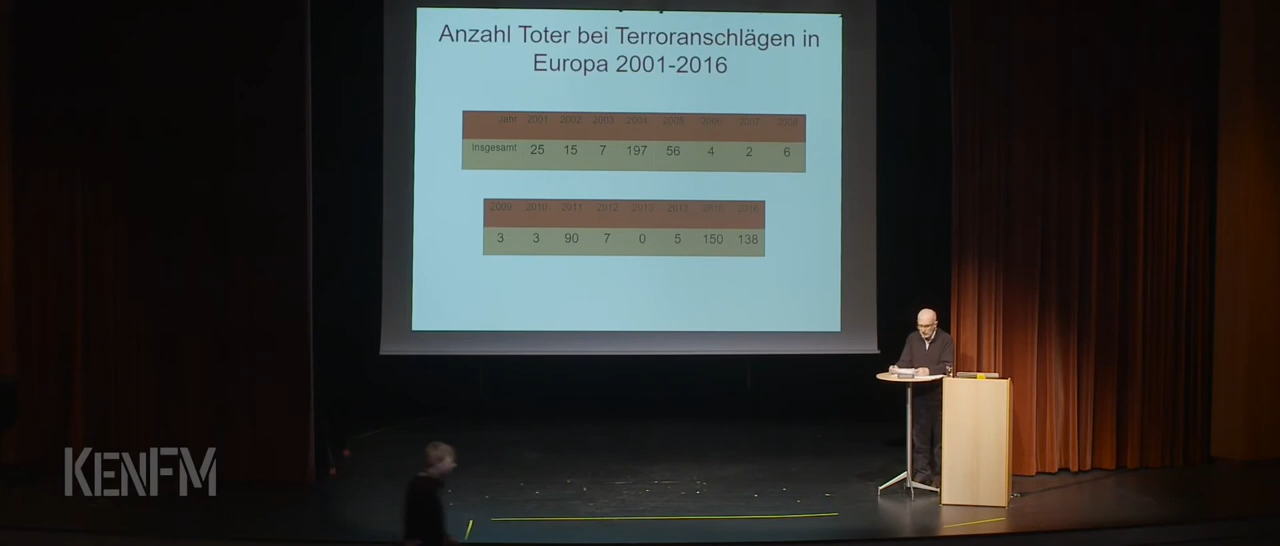 Anzahl Toter bei Terroranschlägen in
Europa 2001-2016
Jahr 2001 2002 2003 2004 2005 2006 2007 2008
Insgesamt 25 15 7 197 56 4 2 6
2009 2010 2011 2012 2013 2013 2015 2016
3 3 90 7 0 5 150 138
KENFM